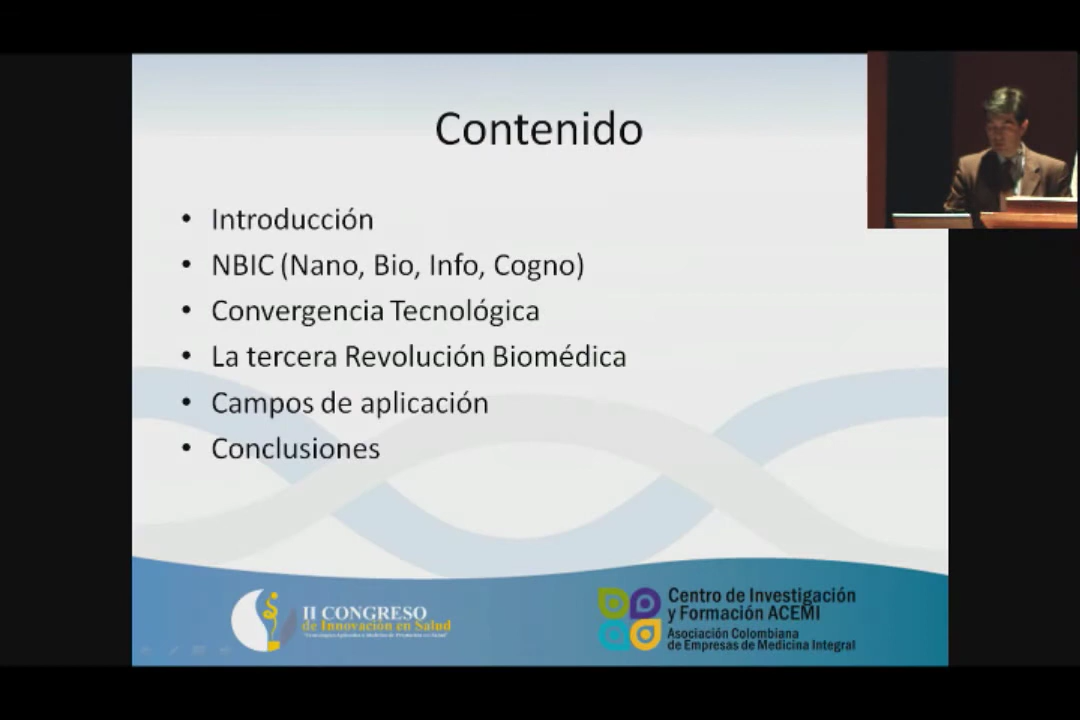 Contenido
• Introducción
• NBIC (Nano, Bio, Info, Cogno)
• Convergencia Tecnológica
• La tercera Revolución Biomédica
• Campos de aplicación
• Conclusiones
II CONGRESO
de Innovación en Salud
Centro de Investigación
y Formación ACEMI
Asociación Colombiana
de Empresas de Medicina Integral